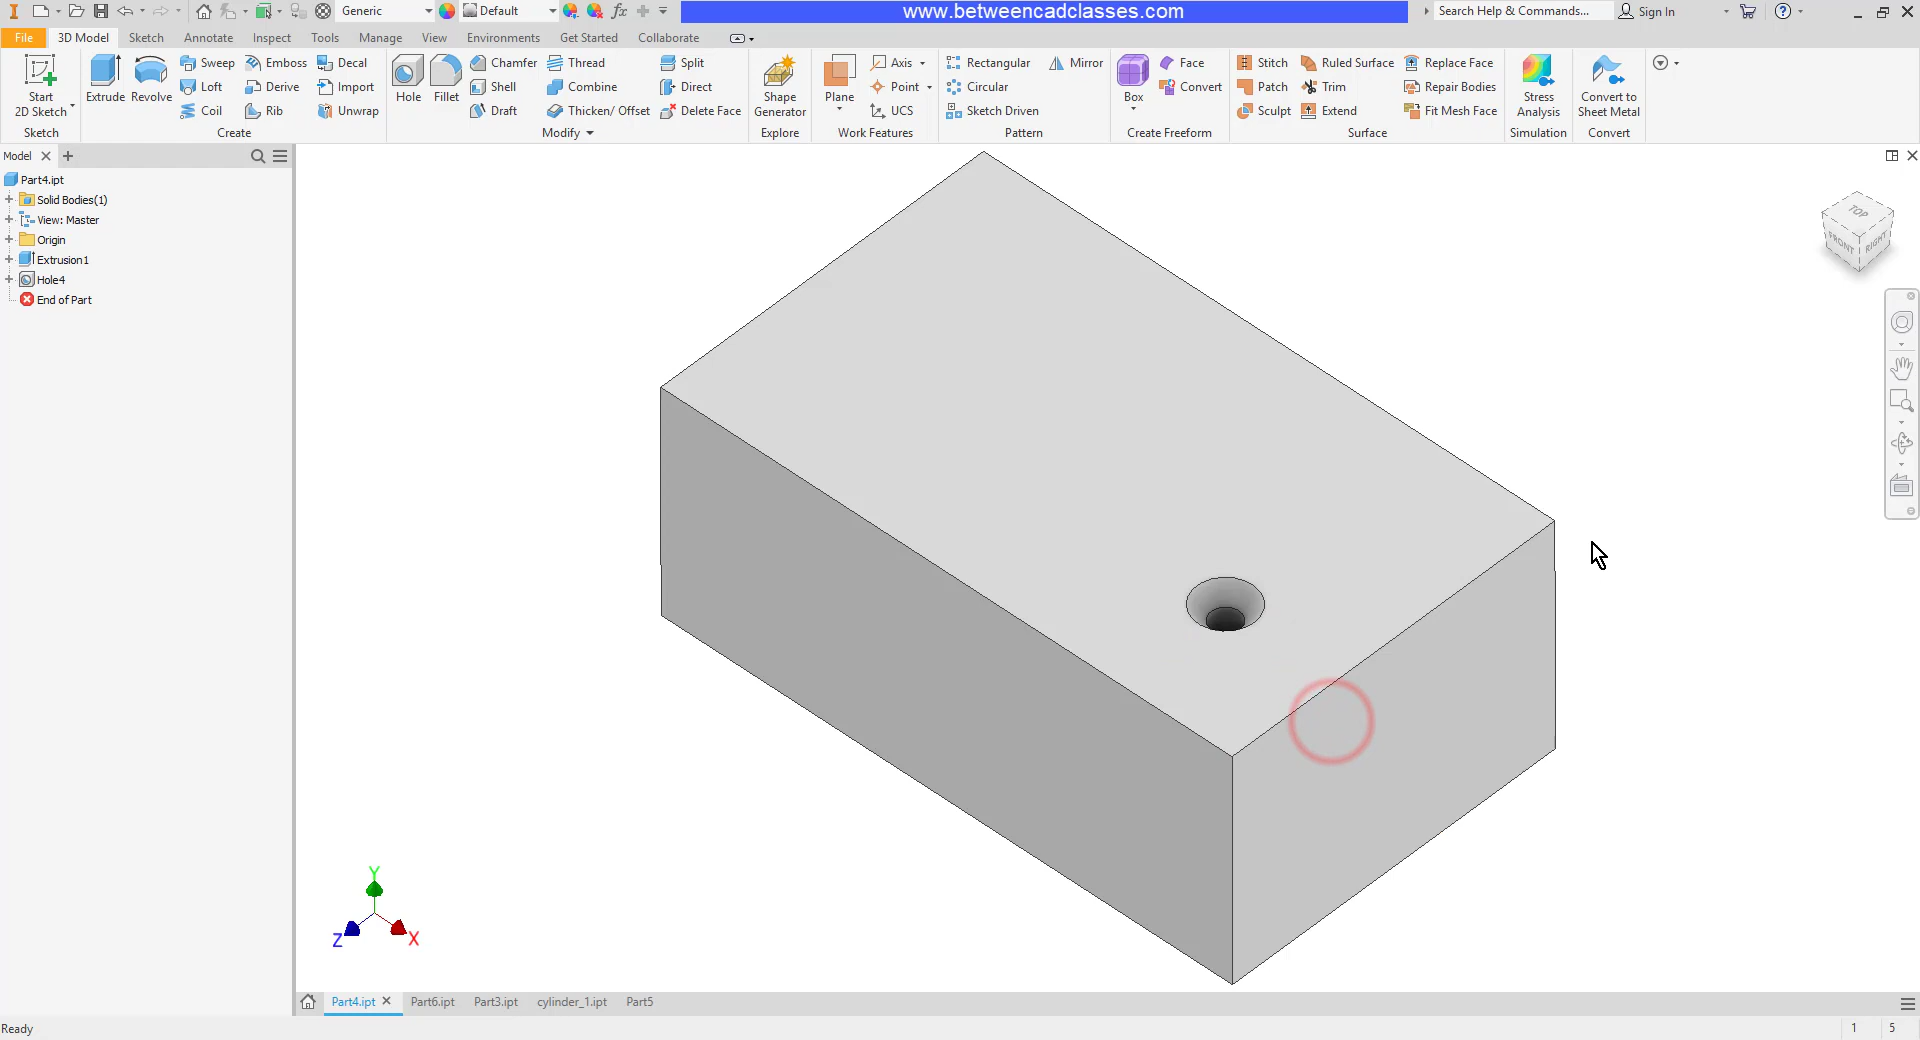 Generic
Default
fx
www.betweencadclasses.com
Search Help & Commands...
Sign In
File
3D Model
Sketch
Annotate
Inspect
Tools
Manage
View
Environments
Get Started
Collaborate
Start
2D Sketch
Sketch
Extrude
Revolve
Sweep
Loft
Coil
Emboss
Derive
Rib
Decal
Import
Unwrap
Create
Hole
Fillet
Chamfer
Shell
Draft
Thread
Combine
Thicken/ Offset
Split
Direct
Delete Face
Modify
Shape
Generator
Explore
Plane
Axis
Point
UCS
Work Features
Rectangular
Circular
Sketch Driven
Mirror
Pattern
Box
Face
Convert
Create Freeform
Stitch
Patch
Sculpt
Ruled Surface
Trim
Extend
Replace Face
Repair Bodies
Fit Mesh Face
Surface
Stress
Analysis
Simulation
Convert to
Sheet Metal
Convert
Model
Part4.ipt
Solid Bodies(1)
View: Master
Origin
Extrusion1
Hole4
End of Part
TOP
FRONT
RIGHT
Y
Z
X
Part4.ipt
Part6.ipt
Part3.ipt
cylinder_1.ipt
Part5
Ready
1
5